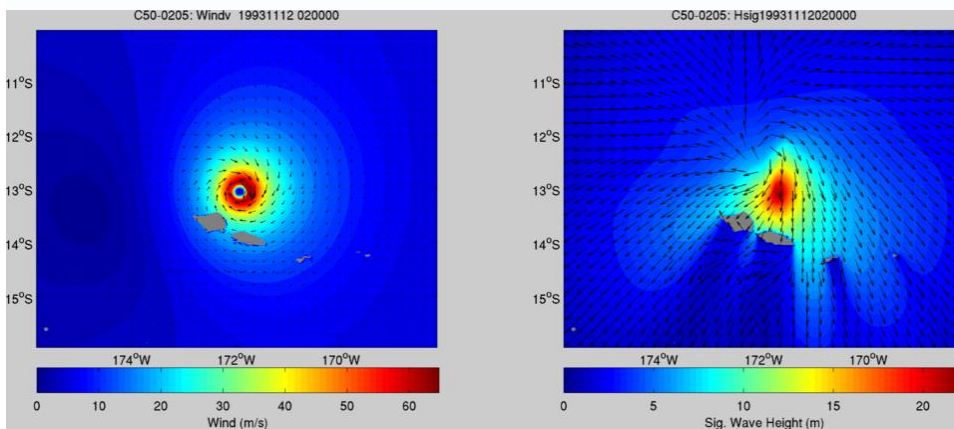 C50-0205: Windv 19931112 020000
11°S
12°S
13°S
14°S
15°S
174°W
172°W
170°W
0
10
20
30
40
50
60
Wind (m/s)
C50-0205: Hsig19931112020000
11°S
12°S
13°S
14°S
15°S
174°W
172°W
170°W
0
5
10
15
20
Sig. Wave Height (m)